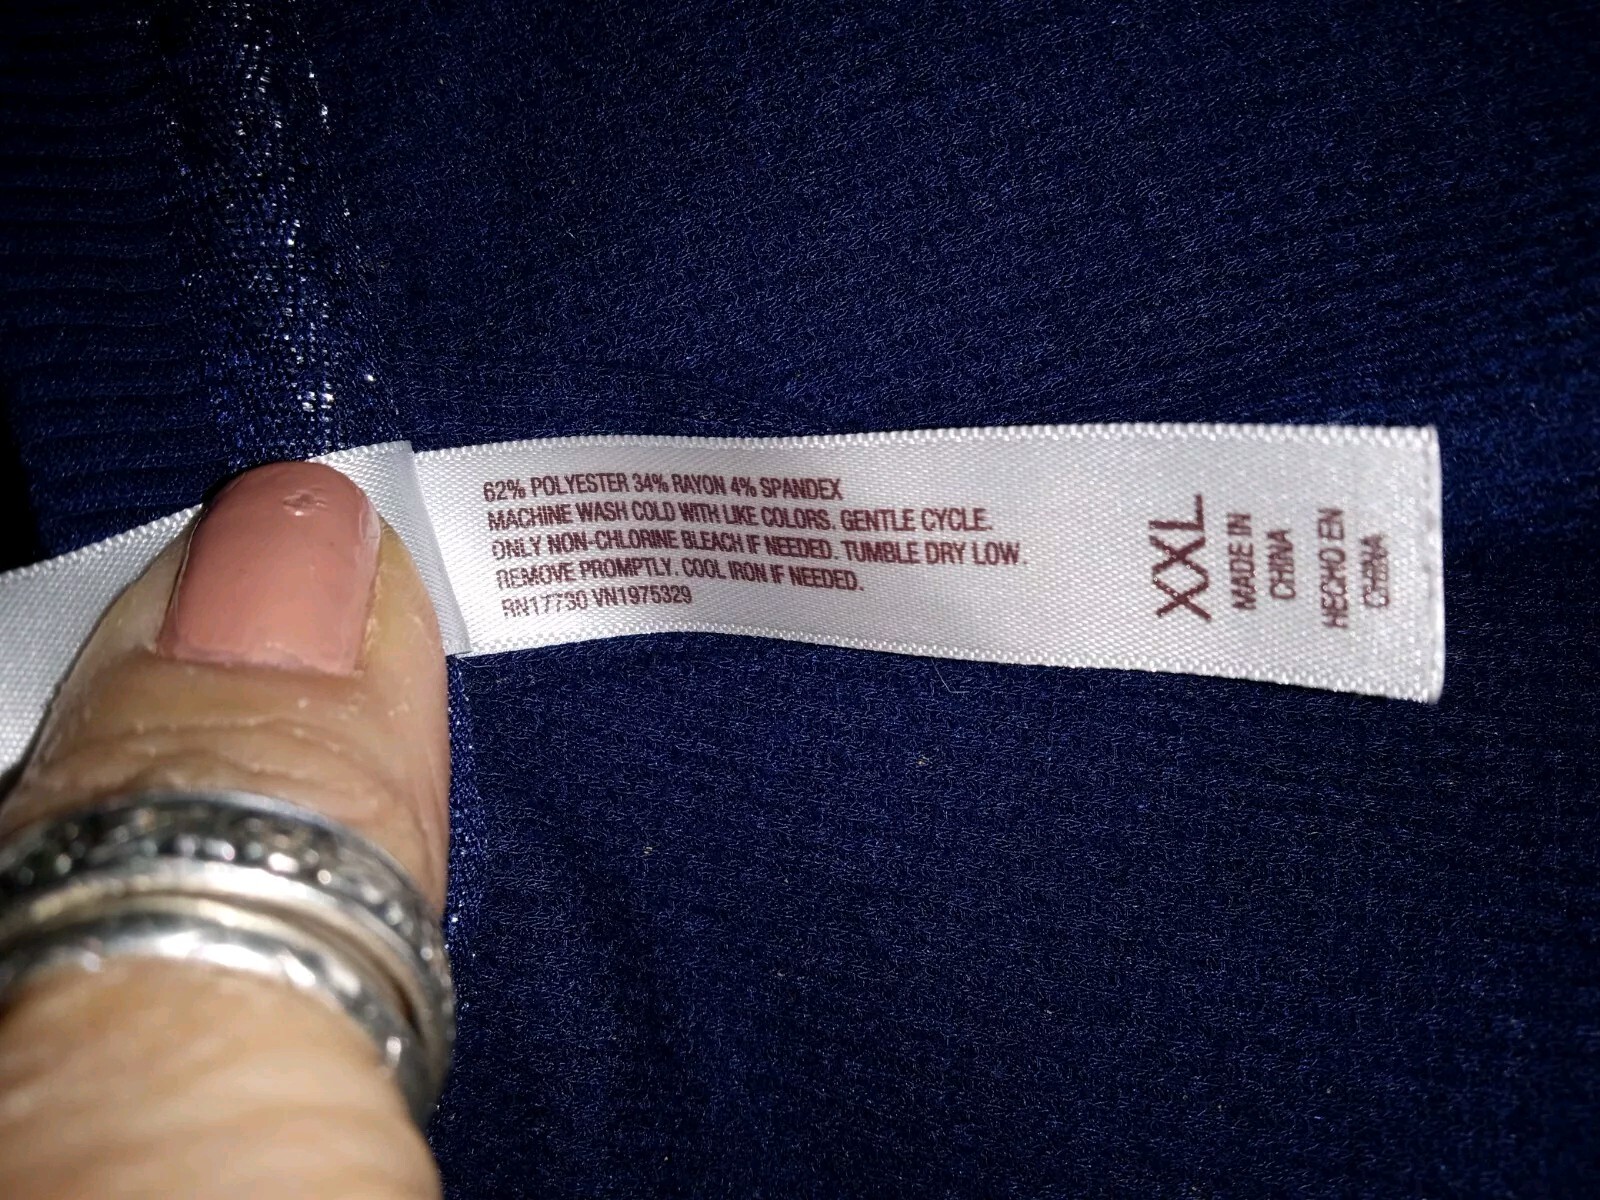 62% POLYESTER 34% RAYON 4% SPANDEX
MACHINE WASH COLD WITH LIKE COLORS. GENTLE CYCLE.
ONLY NON-CHLORINE BLEACH IF NEEDED. TUMBLE DRY LOW.
REMOVE PROMPTLY. COOL IRON IF NEEDED.
RN17730 VN1975329
XXL
MADE IN
CHINA
HECHO EN
CHINA